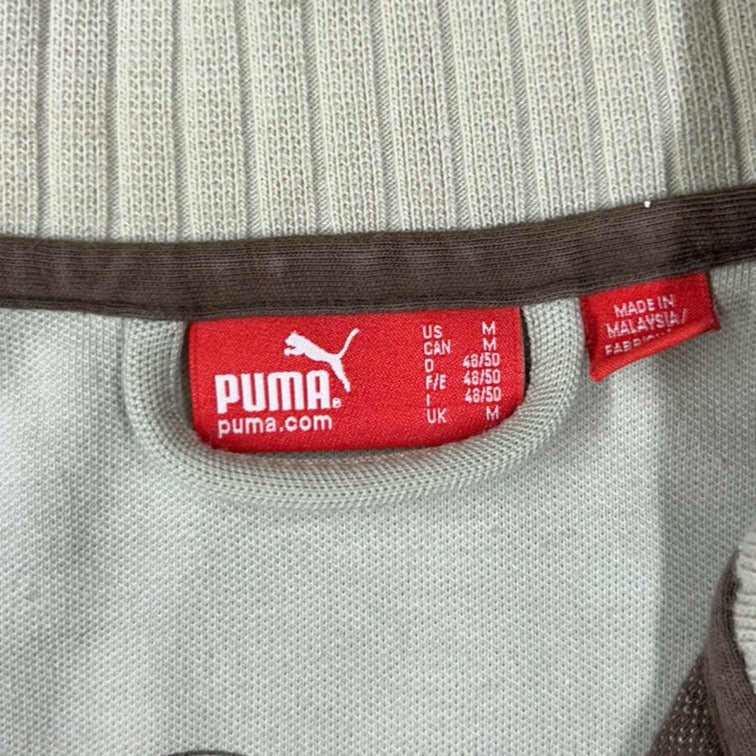 PUMA®
puma.com
US M
CAN M
D 48/50
F/E 48/50
I 48/50
UK M
MADE IN
MALAYSIA/